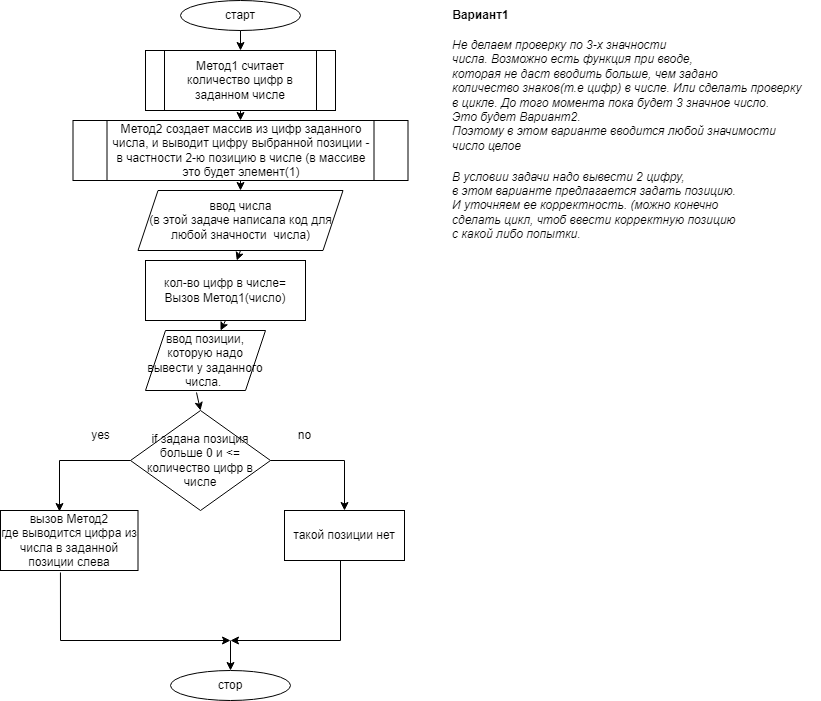 старт
Метод1 считает
количество цифр в
заданном числе
Метод2 создает массив из цифр заданного
числа, и выводит цифру выбранной позиции -
в частности 2-ю позицию в числе (в массиве
это будет элемент(1)
ввод числа
(в этой задаче написала код для
любой значности числа)
кол-во цифр в числе=
Вызов Метод1(число)
ввод позиции,
которую надо
вывести у заданного
числа.
yes
if задана позиция
больше 0 и <=
количество цифр в
числе
no
вызов Метод2
где выводится цифра из
числа в заданной
позиции слева
такой позиции нет
стор
Вариант1
Не делаем проверку по 3-х значности
числа. Возможно есть функция при вводе,
которая не даст вводить больше, чем задано
количество знаков(т.е цифр) в числе. Или сделать проверку
в цикле. До того момента пока будет 3 значное число.
Это будет Вариант2.
Поэтому в этом варианте вводится любой значимости
число целое
В условии задачи надо вывести 2 цифру,
в этом варианте предлагается задать позицию.
И уточняем ее корректность. (можно конечно
сделать цикл, чтоб ввести корректную позицию
с какой либо попытки.